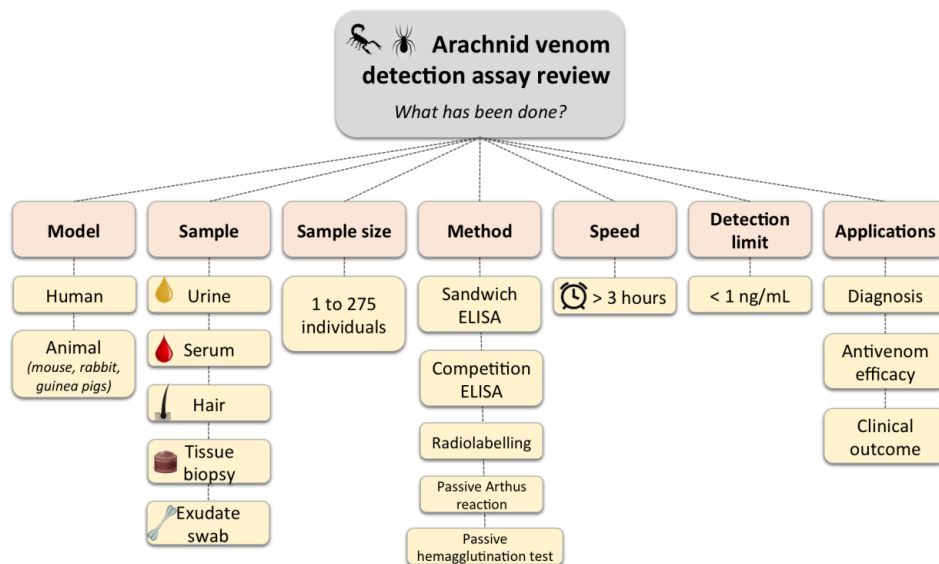 Arachnid venom
detection assay review
What has been done?
Model
Sample
Sample size
Method
Speed
Detection
limit
Applications
Human
Animal
(mouse, rabbit,
guinea pigs)
Urine
Serum
Hair
Tissue
biopsy
Exudate
swab
1 to 275
individuals
Sandwich
ELISA
Competition
ELISA
Radiolabelling
Passive Arthus
reaction
Passive
hemagglutination test
> 3 hours
< 1 ng/mL
Diagnosis
Antivenom
efficacy
Clinical
outcome